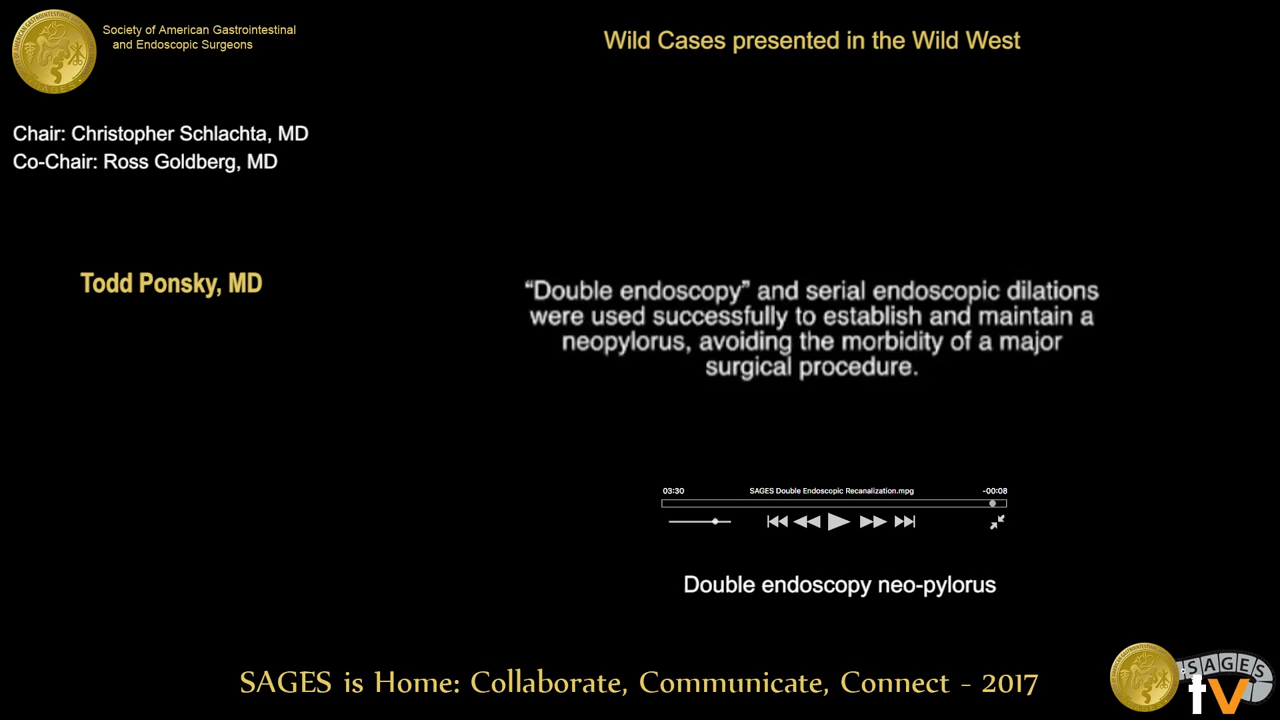 Society of American Gastrointestinal
and Endoscopic Surgeons
Wild Cases presented in the Wild West
Chair: Christopher Schlachta, MD
Co-Chair: Ross Goldberg, MD
Todd Ponsky, MD
“Double endoscopy” and serial endoscopic dilations
were used successfully to establish and maintain a
neopylorus, avoiding the morbidity of a major
surgical procedure.
03:30 SAGES Double Endoscopic Recanalization.mpg -00:08
Double endoscopy neo-pylorus
SAGES is Home: Collaborate, Communicate, Connect - 2017
SAGES
tv